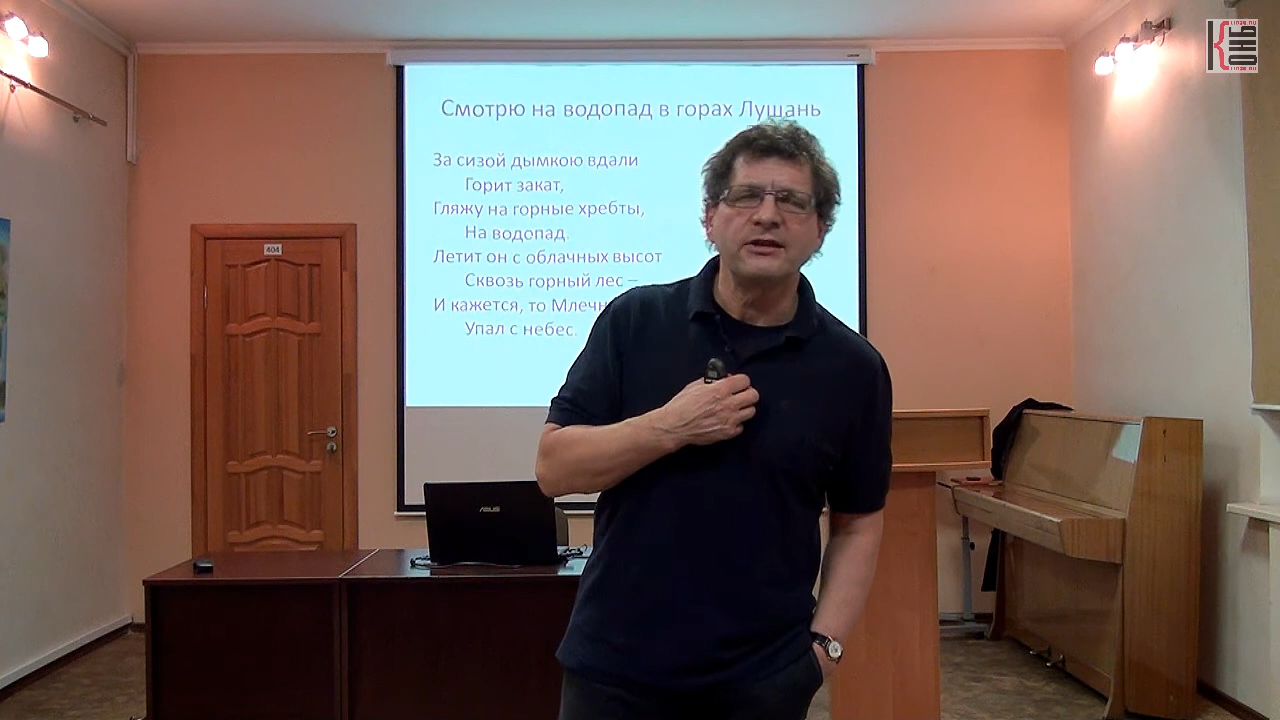 Смотрю на водопад в горах Лушань
За сизой дымкою вдали
Горит закат,
Гляжу на горные хребты,
На водопад.
Летит он с облачных высот
Сквозь горный лес –
И кажется, то
Упал с небес.
404
ASUS